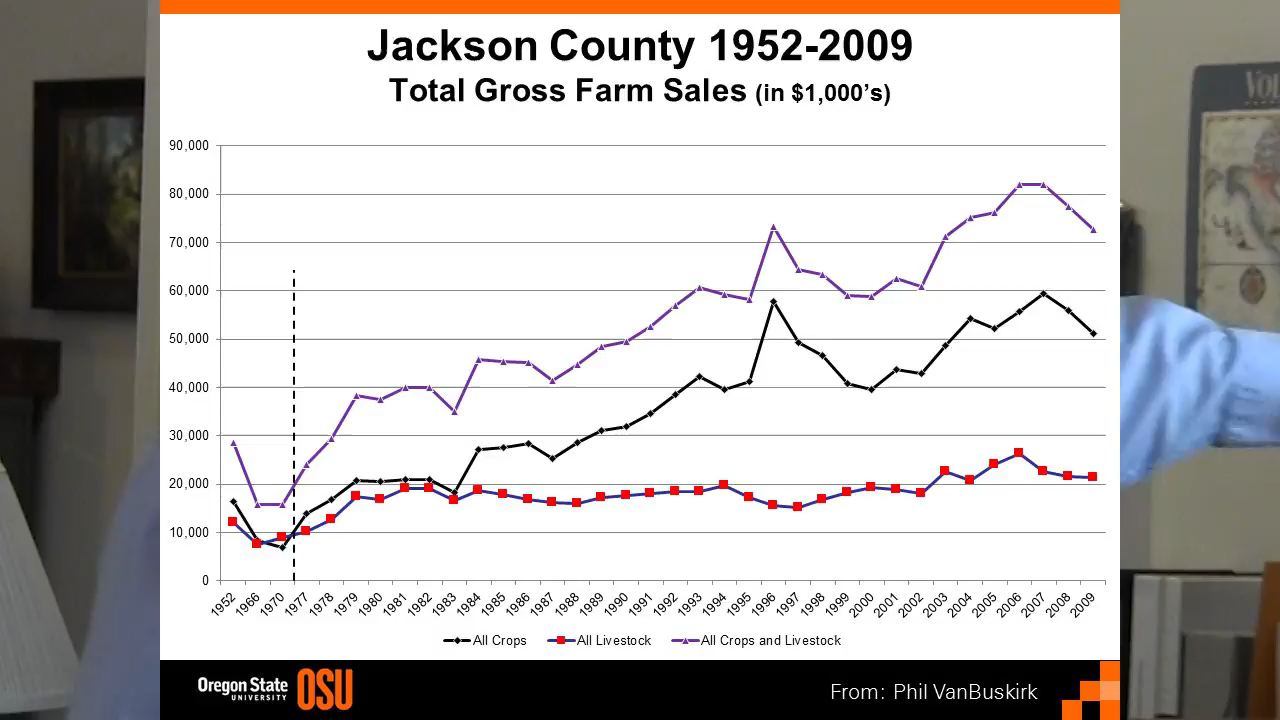 Jackson County 1952-2009
Total Gross Farm Sales (in $1,000's)
90,000
80,000
70,000
60,000
50,000
40,000
30,000
20,000
10,000
0
1952 1966 1970 1977 1978 1979 1980 1981 1982 1983 1984 1985 1986 1987 1988 1989 1990 1991 1992 1993 1994 1995 1996 1997 1998 1999 2000 2001 2002 2003 2004 2005 2006 2007 2008 2009
All Crops All Livestock All Crops and Livestock
Oregon State
UNIVERSITY
OSU
From: Phil VanBuskirk